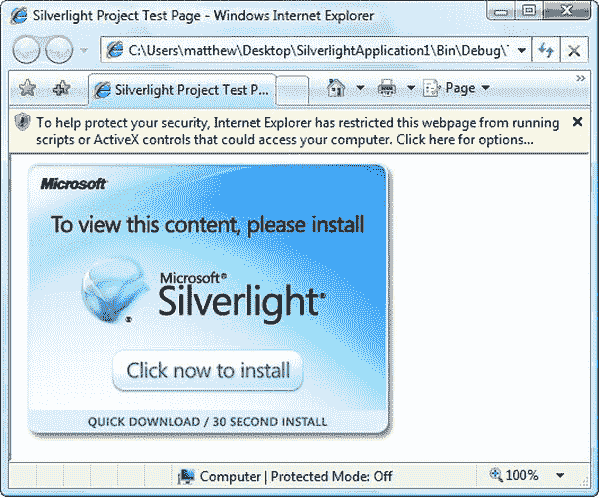 Silverlight Project Test Page - Windows Internet Explorer
C:\Users\matthew\Desktop\SilverlightApplication1\Bin\Debug\
Silverlight Project Test P...
Page
To help protect your security, Internet Explorer has restricted this webpage from running
scripts or ActiveX controls that could access your computer. Click here for options...
Microsoft
To view this content, please install
Microsoft®
Silverlight
Click now to install
QUICK DOWNLOAD / 30 SECOND INSTALL
Computer | Protected Mode: Off
100%